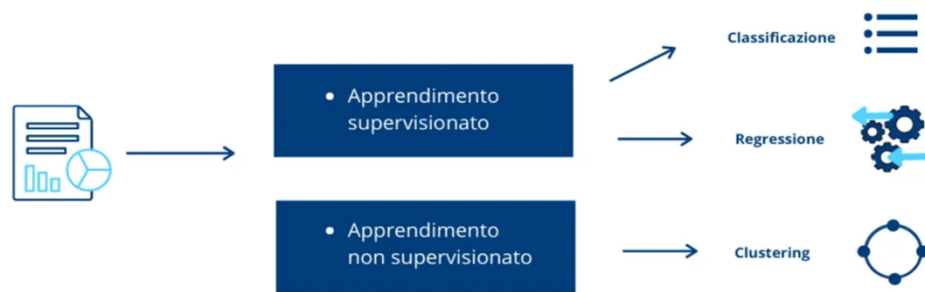 Classificazione
• Apprendimento
supervisionato
Regressione
• Apprendimento
non supervisionato
Clustering